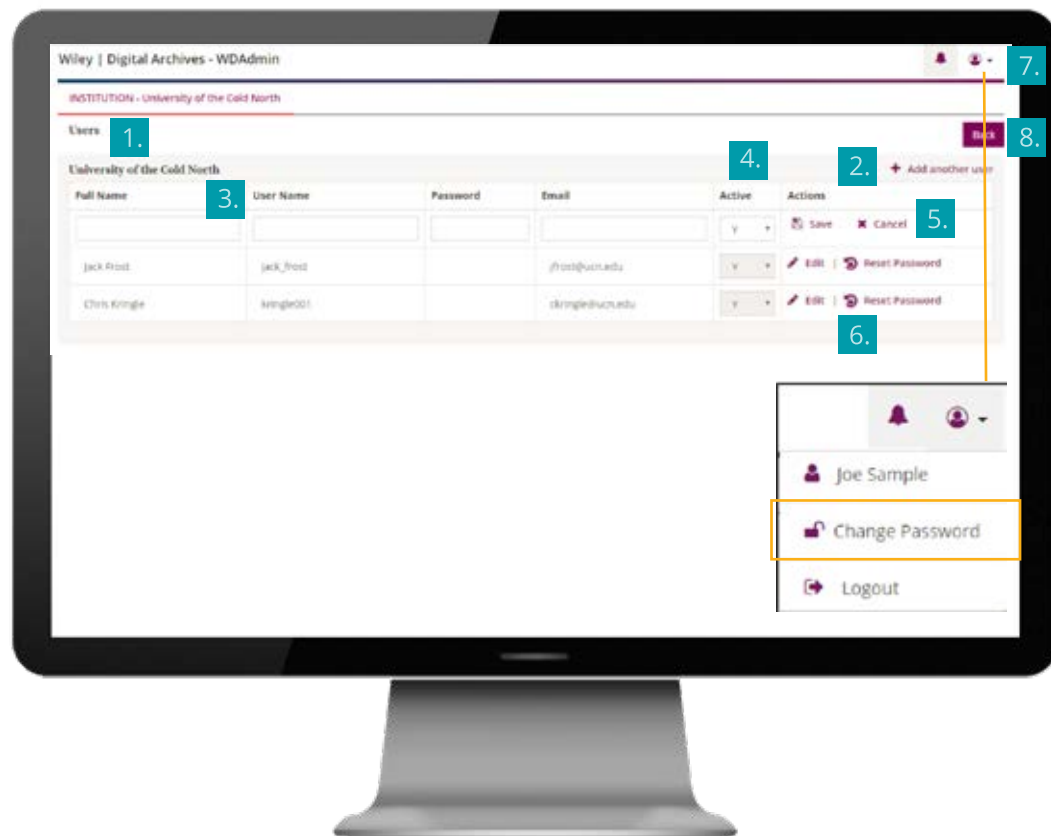 Wiley | Digital Archives - WDAdmin
7.
INSTITUTION - University of the Cold North
Users
1.
Back
8.
University of the Cold North
4.
2.
Add another user
Full Name
3.
User Name
Password
Email
Active
Actions
Y
Save
Cancel
5.
Jack Frost
jack_frost
jfrost@ucn.edu
Y
Edit | Reset Password
Chris Kringle
kringle001
ckringle@ucn.edu
Y
Edit | Reset Password
6.
Joe Sample
Change Password
Logout